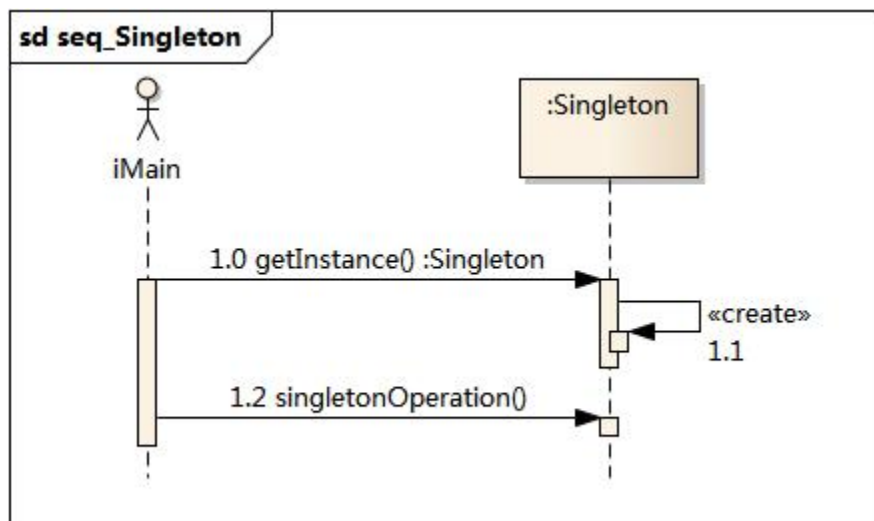 sd seq_Singleton
:Singleton
iMain
1.0 getInstance() :Singleton
«create»
1.1
1.2 singletonOperation()